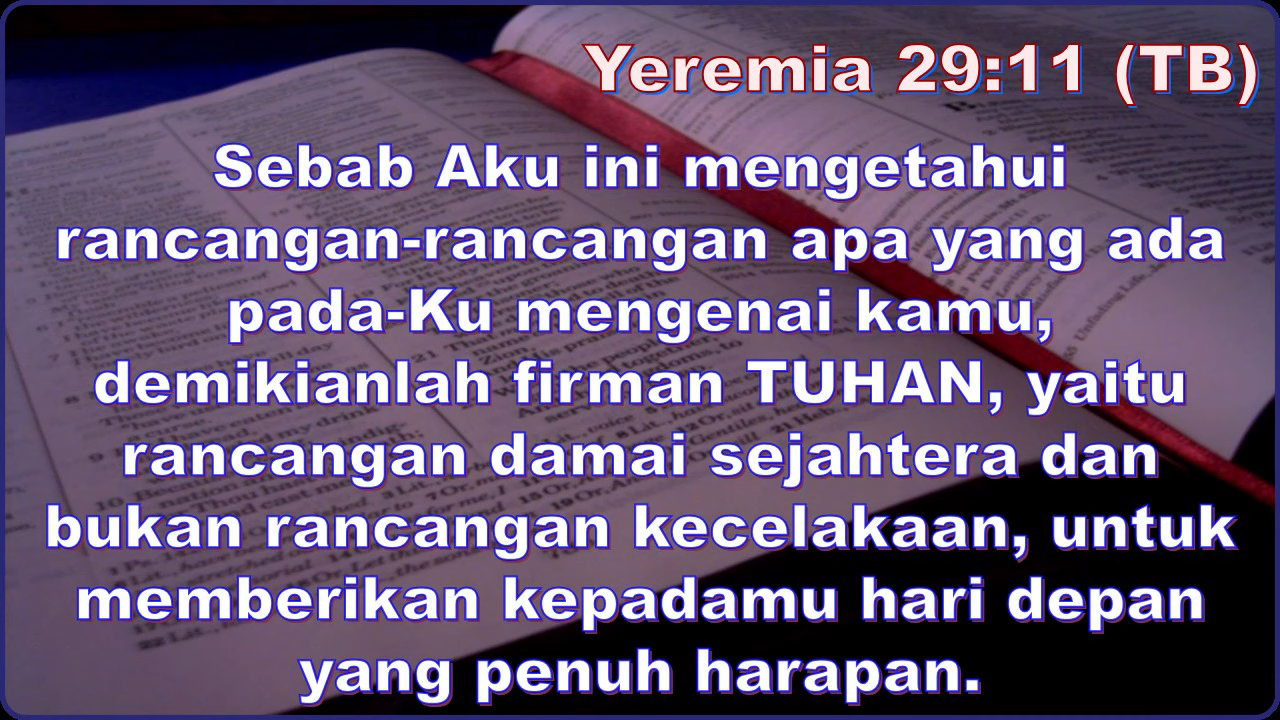 Yeremia 29:11 (TB)
Sebab Aku ini mengetahui
rancangan-rancangan apa yang ada
pada-Ku mengenai kamu,
demikianlah firman TUHAN, yaitu
rancangan damai sejahtera dan
bukan rancangan kecelakaan, untuk
memberikan kepadamu hari depan
yang penuh harapan.